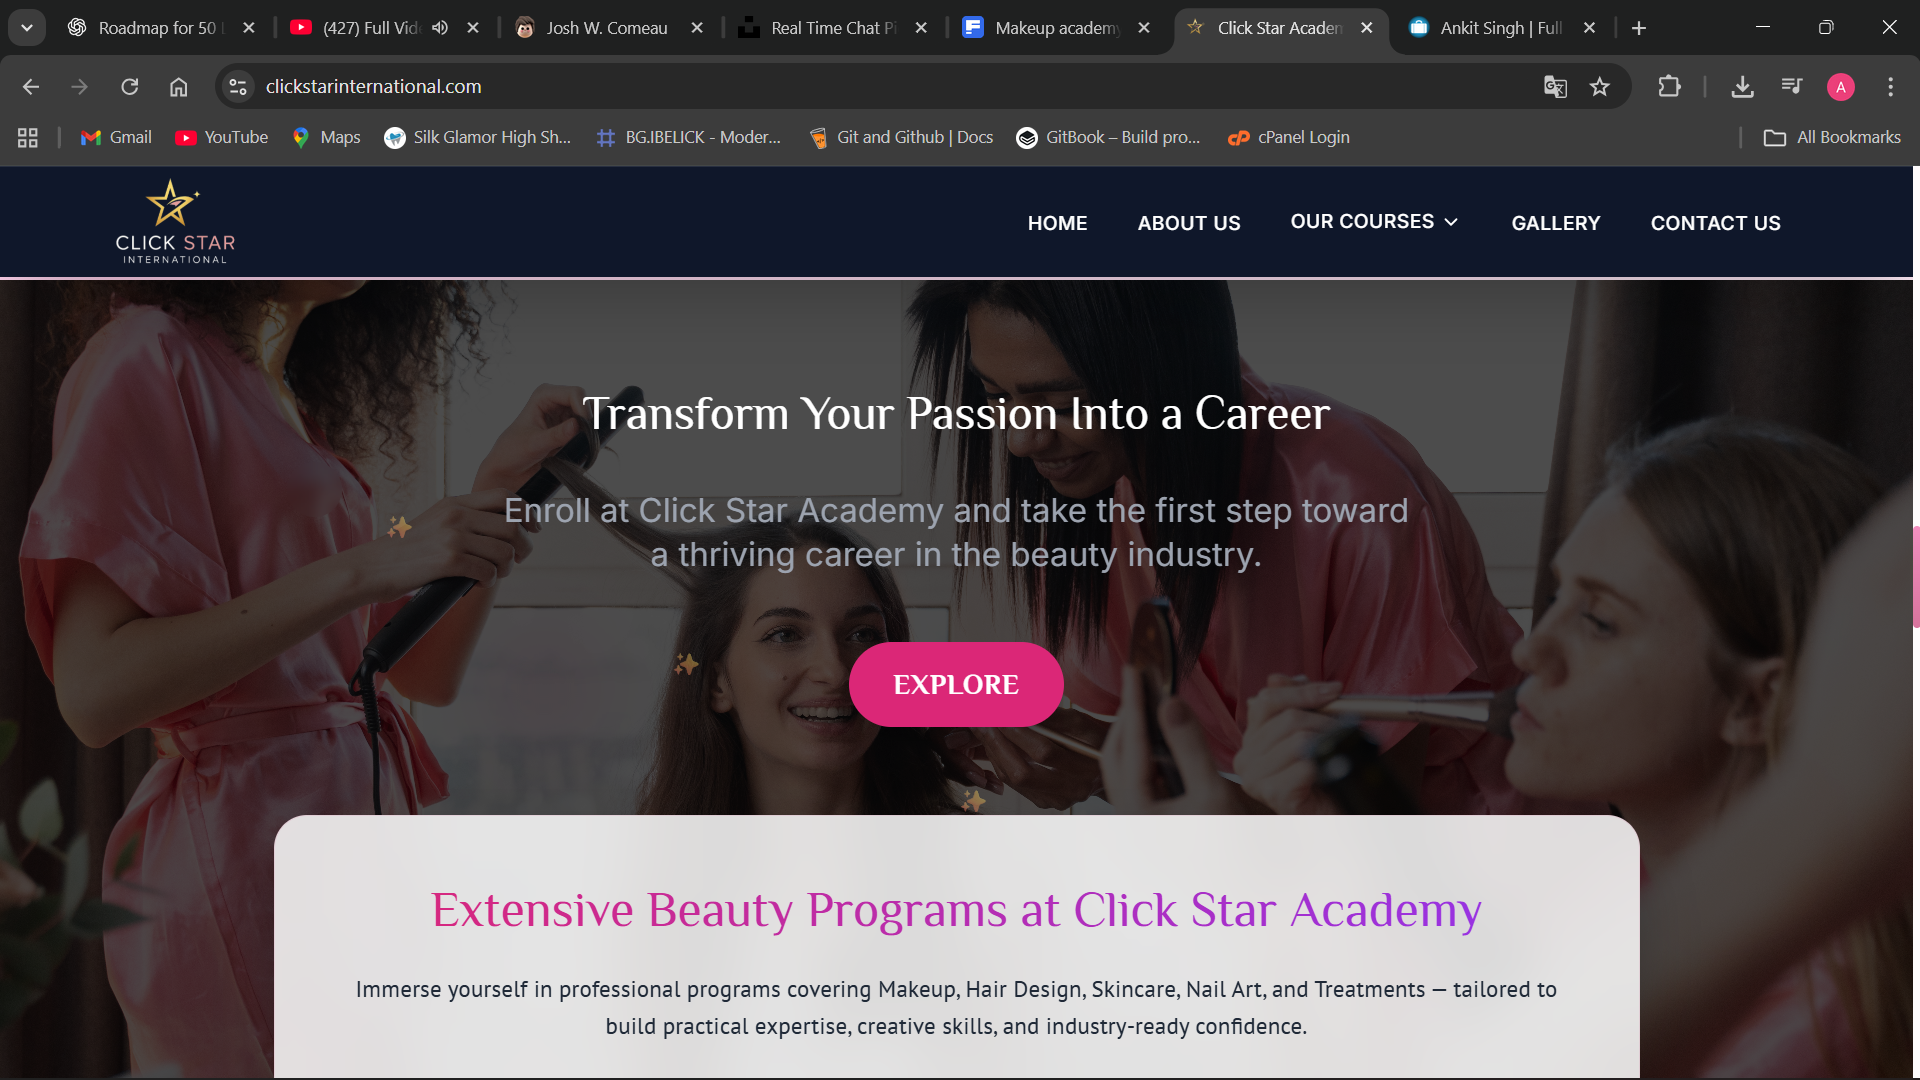 Roadmap for 50
(427) Full Vid
Josh W. Comeau
Real Time Chat
Makeup academy
Click Star Academ
Ankit Singh | Full
clickstarinternational.com
A
Gmail
YouTube
Maps
Silk Glamor High Sh...
BG.IBELICK - Moder...
Git and Github | Docs
GitBook – Build pro...
cPanel Login
All Bookmarks
CLICK STAR
INTERNATIONAL
HOME
ABOUT US
OUR COURSES
GALLERY
CONTACT US
Transform Your Passion Into a Career
Enroll at Click Star Academy and take the first step toward
a thriving career in the beauty industry.
EXPLORE
Extensive Beauty Programs at Click Star Academy
Immerse yourself in professional programs covering Makeup, Hair Design, Skincare, Nail Art, and Treatments — tailored to
build practical expertise, creative skills, and industry-ready confidence.